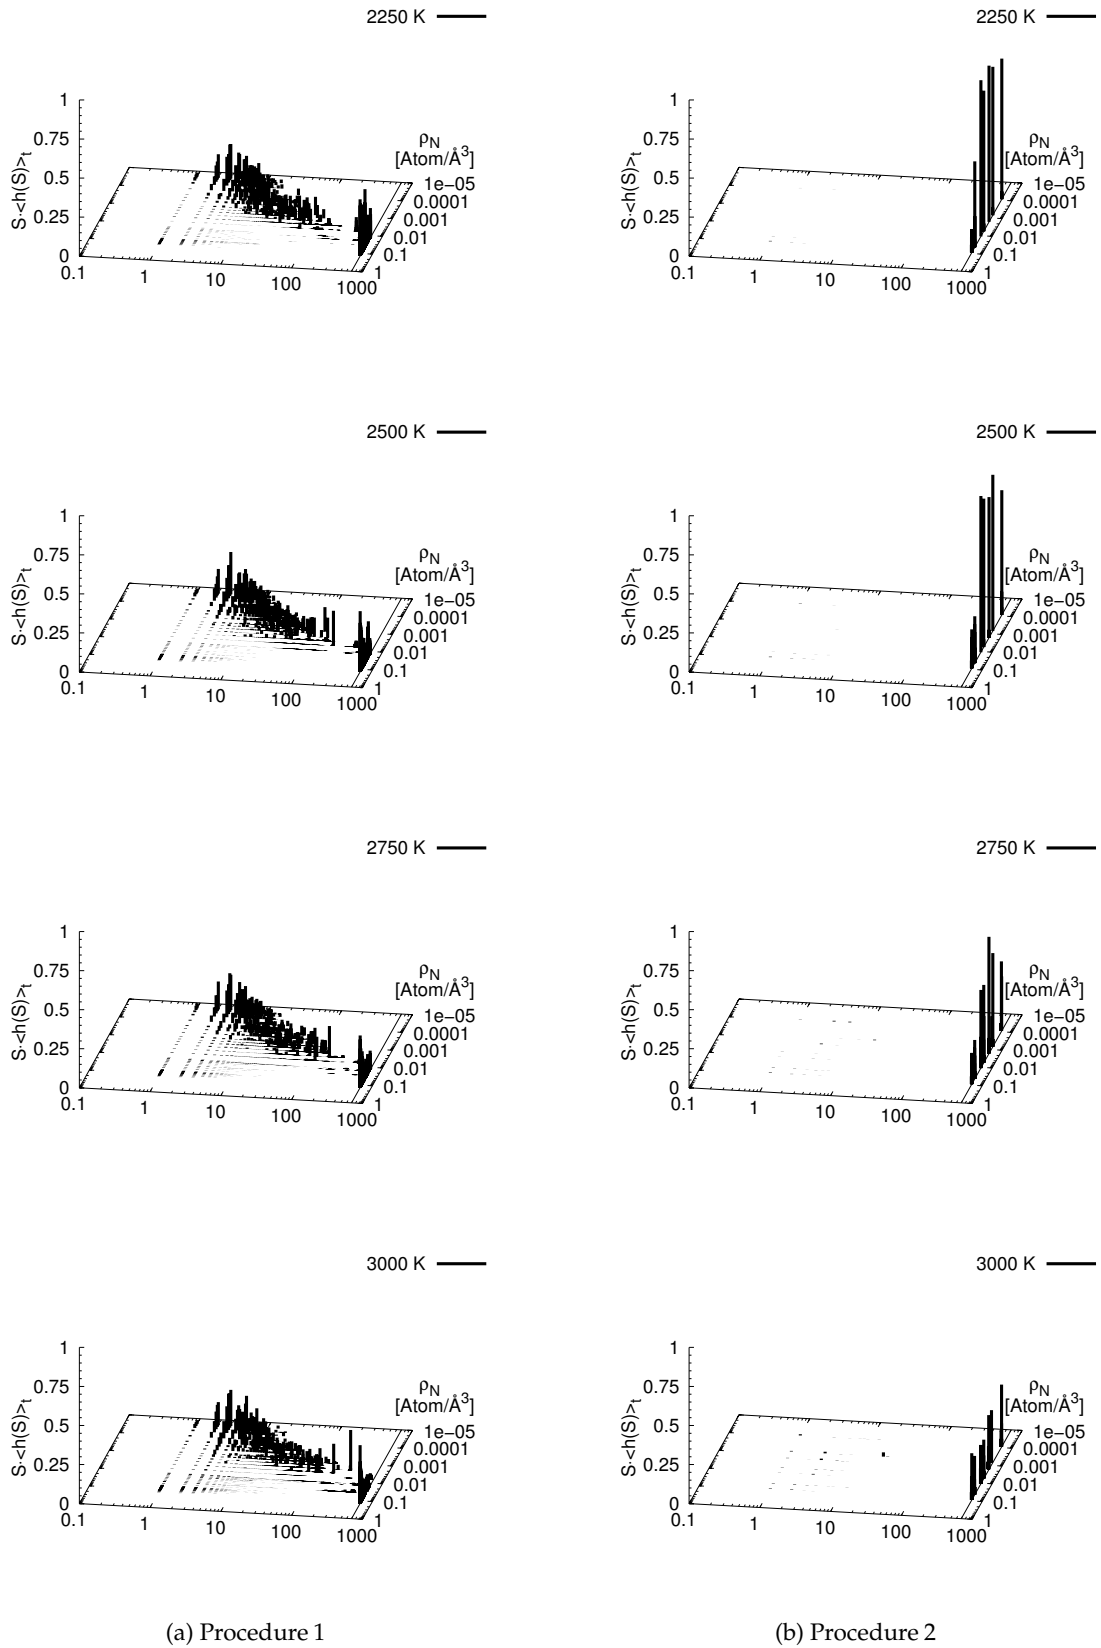 2250 K
1
0.75
0.5
0.25
0
S·<h(S)>t
0.1 1 10 100 1000
ρN
[Atom/Å3]
1e−05
0.0001
0.001
0.01
0.1
1
2250 K
1
0.75
0.5
0.25
0
S·<h(S)>t
0.1 1 10 100 1000
ρN
[Atom/Å3]
1e−05
0.0001
0.001
0.01
0.1
1
2500 K
1
0.75
0.5
0.25
0
S·<h(S)>t
0.1 1 10 100 1000
ρN
[Atom/Å3]
1e−05
0.0001
0.001
0.01
0.1
1
2500 K
1
0.75
0.5
0.25
0
S·<h(S)>t
0.1 1 10 100 1000
ρN
[Atom/Å3]
1e−05
0.0001
0.001
0.01
0.1
1
2750 K
1
0.75
0.5
0.25
0
S·<h(S)>t
0.1 1 10 100 1000
ρN
[Atom/Å3]
1e−05
0.0001
0.001
0.01
0.1
1
2750 K
1
0.75
0.5
0.25
0
S·<h(S)>t
0.1 1 10 100 1000
ρN
[Atom/Å3]
1e−05
0.0001
0.001
0.01
0.1
1
3000 K
1
0.75
0.5
0.25
0
S·<h(S)>t
0.1 1 10 100 1000
ρN
[Atom/Å3]
1e−05
0.0001
0.001
0.01
0.1
1
3000 K
1
0.75
0.5
0.25
0
S·<h(S)>t
0.1 1 10 100 1000
ρN
[Atom/Å3]
1e−05
0.0001
0.001
0.01
0.1
1
(a) Procedure 1
(b) Procedure 2